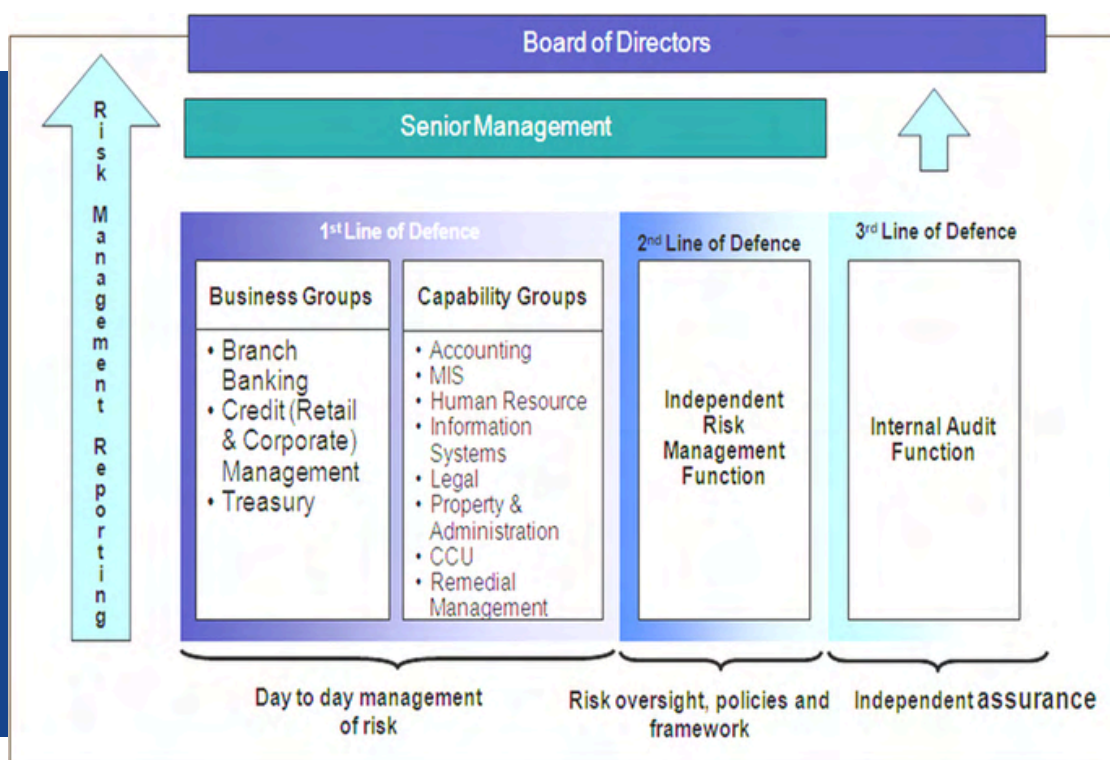 Board of Directors
Senior Management
Risk Management Reporting
1st Line of Defence
Business Groups
• Branch
Banking
• Credit (Retail
& Corporate)
Management
• Treasury
Capability Groups
• Accounting
• MIS
• Human Resource
• Information
Systems
• Legal
• Property &
Administration
• CCU
• Remedial
Management
2nd Line of Defence
Independent
Risk
Management
Function
3rd Line of Defence
Internal Audit
Function
Day to day management
of risk
Risk oversight, policies and
framework
Independent assurance